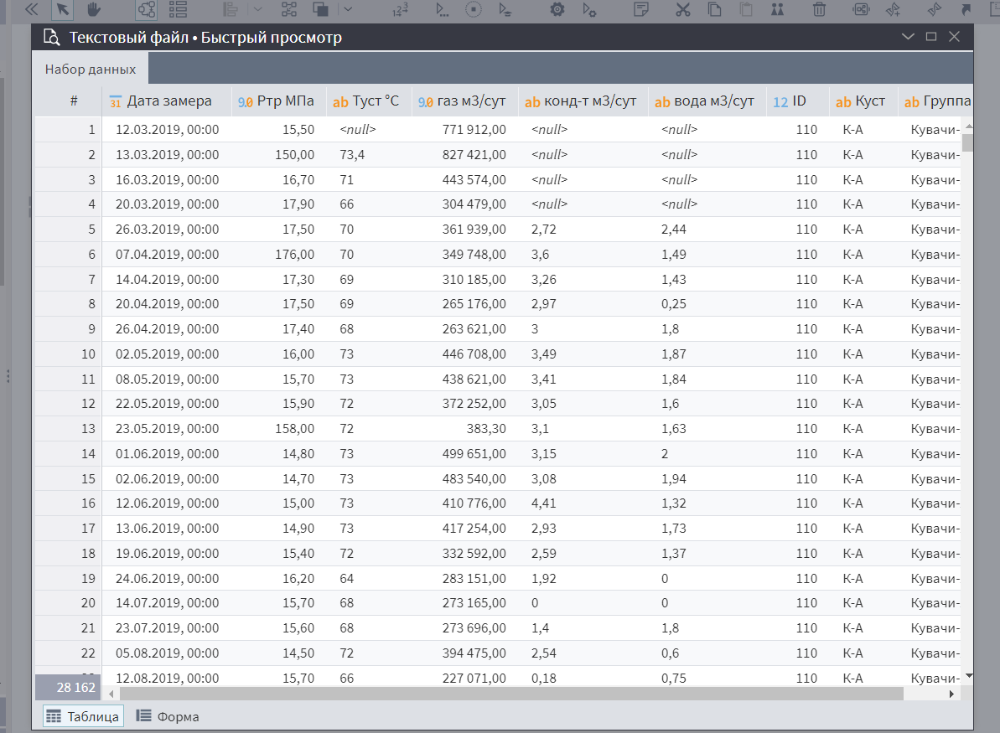 Текстовый файл • Быстрый просмотр
Набор данных
# 31 Дата замера 9.0 Ртр МПа ab Туст °C 9.0 газ м3/сут ab конд-т м3/сут ab вода м3/сут 12 ID ab Куст ab Группа
1 12.03.2019, 00:00 15,50 <null> 771 912,00 <null> <null> 110 К-А Кувачи-
2 13.03.2019, 00:00 150,00 73,4 827 421,00 <null> <null> 110 К-А Кувачи-
3 16.03.2019, 00:00 16,70 71 443 574,00 <null> <null> 110 К-А Кувачи-
4 20.03.2019, 00:00 17,90 66 304 479,00 <null> <null> 110 К-А Кувачи-
5 26.03.2019, 00:00 17,50 70 361 939,00 2,72 2,44 110 К-А Кувачи-
6 07.04.2019, 00:00 176,00 70 349 748,00 3,6 1,49 110 К-А Кувачи-
7 14.04.2019, 00:00 17,30 69 310 185,00 3,26 1,43 110 К-А Кувачи-
8 20.04.2019, 00:00 17,50 69 265 176,00 2,97 0,25 110 К-А Кувачи-
9 26.04.2019, 00:00 17,40 68 263 621,00 3 1,8 110 К-А Кувачи-
10 02.05.2019, 00:00 16,00 73 446 708,00 3,49 1,87 110 К-А Кувачи-
11 08.05.2019, 00:00 15,70 73 438 621,00 3,41 1,84 110 К-А Кувачи-
12 22.05.2019, 00:00 15,90 72 372 252,00 3,05 1,6 110 К-А Кувачи-
13 23.05.2019, 00:00 158,00 72 383,30 3,1 1,63 110 К-А Кувачи-
14 01.06.2019, 00:00 14,80 73 499 651,00 3,15 2 110 К-А Кувачи-
15 02.06.2019, 00:00 14,70 73 483 540,00 3,08 1,94 110 К-А Кувачи-
16 12.06.2019, 00:00 15,00 73 410 776,00 4,41 1,32 110 К-А Кувачи-
17 13.06.2019, 00:00 14,90 73 417 254,00 2,93 1,73 110 К-А Кувачи-
18 19.06.2019, 00:00 15,40 72 332 592,00 2,59 1,37 110 К-А Кувачи-
19 24.06.2019, 00:00 16,20 64 283 151,00 1,92 0 110 К-А Кувачи-
20 14.07.2019, 00:00 15,70 68 273 165,00 0 0 110 К-А Кувачи-
21 23.07.2019, 00:00 15,60 68 273 696,00 1,4 1,8 110 К-А Кувачи-
22 05.08.2019, 00:00 14,50 72 394 475,00 2,54 0,6 110 К-А Кувачи-
12.08.2019, 00:00 15,70 66 227 071,00 0,18 0,75 110 К-А Кувачи-
28 162
Таблица Форма